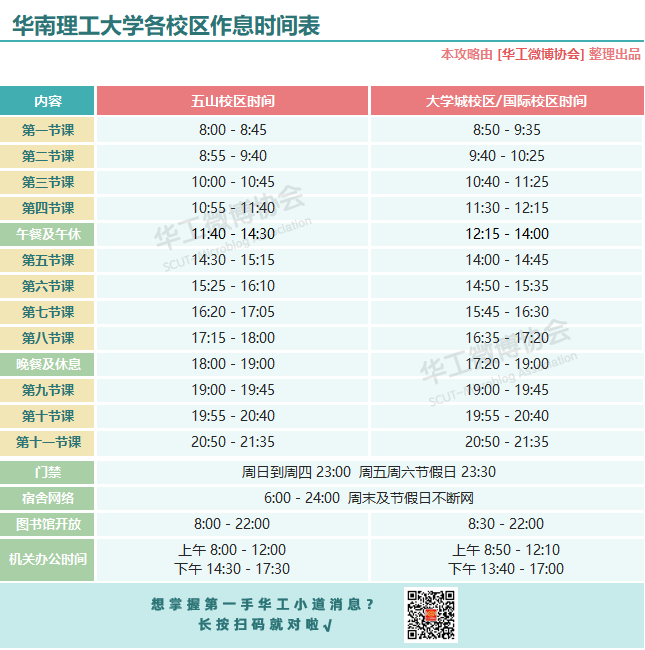 华南理工大学各校区作息时间表
本攻略由 [华工微博协会] 整理出品
内容 五山校区时间 大学城校区/国际校区时间
第一节课 8:00 - 8:45 8:50 - 9:35
第二节课 8:55 - 9:40 9:40 - 10:25
第三节课 10:00 - 10:45 10:40 - 11:25
第四节课 10:55 - 11:40 11:30 - 12:15
午餐及午休 11:40 - 14:30 12:15 - 14:00
第五节课 14:30 - 15:15 14:00 - 14:45
第六节课 15:25 - 16:10 14:50 - 15:35
第七节课 16:20 - 17:05 15:45 - 16:30
第八节课 17:15 - 18:00 16:35 - 17:20
晚餐及休息 18:00 - 19:00 17:20 - 19:00
第九节课 19:00 - 19:45 19:00 - 19:45
第十节课 19:55 - 20:40 19:55 - 20:40
第十一节课 20:50 - 21:35 20:50 - 21:35
门禁 周日到周四 23:00 周五周六节假日 23:30
宿舍网络 6:00 - 24:00 周末及节假日不断网
图书馆开放 8:00 - 22:00 8:30 - 22:00
机关办公时间 上午 8:00 - 12:00 上午 8:50 - 12:10
下午 14:30 - 17:30 下午 13:40 - 17:00
想掌握第一手华工小道消息?
长按扫码就对啦√
华工微博协会
SCUT-Microblog Association
华工微博协会
SCUT-Microblog Association